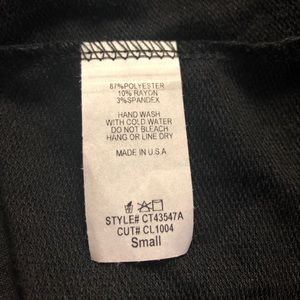 87%POLYESTER
10% RAYON
3%SPANDEX
HAND WASH
WITH COLD WATER
DO NOT BLEACH
HANG OR LINE DRY
MADE IN U.S.A
STYLE# CT43547A
CUT# CL1004
Small